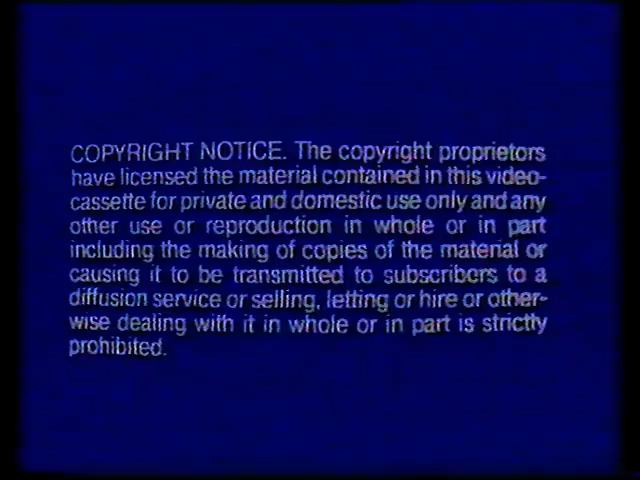 COPYRIGHT NOTICE. The copyright proprietors
have licensed the material contained in this video-
cassette for private and domestic use only and any
other use or reproduction in whole or in part
including the making of copies of the material or
causing it to be transmitted to subscribers to a
diffusion service or selling, letting or hire or other-
wise dealing with it in whole or in part is strictly
prohibited.